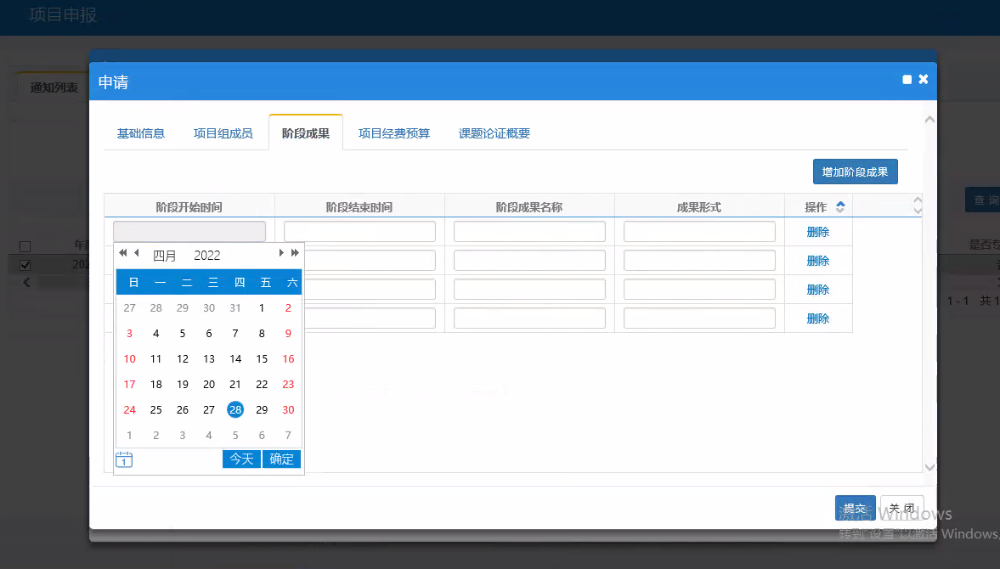 项目申报
通知列表
申请
基础信息 项目组成员 阶段成果 项目经费预算 课题论证概要
增加阶段成果
查 询
阶段开始时间 阶段结束时间 阶段成果名称 成果形式 操作
删除
删除
删除
删除
四月 2022
日 一 二 三 四 五 六
27 28 29 30 31 1 2
3 4 5 6 7 8 9
10 11 12 13 14 15 16
17 18 19 20 21 22 23
24 25 26 27 28 29 30
1 2 3 4 5 6 7
1 今天 确定
年
202
是否专
1 - 1 共 1
提交 关 闭
激活 Windows
转到"设置"以激活 Windows